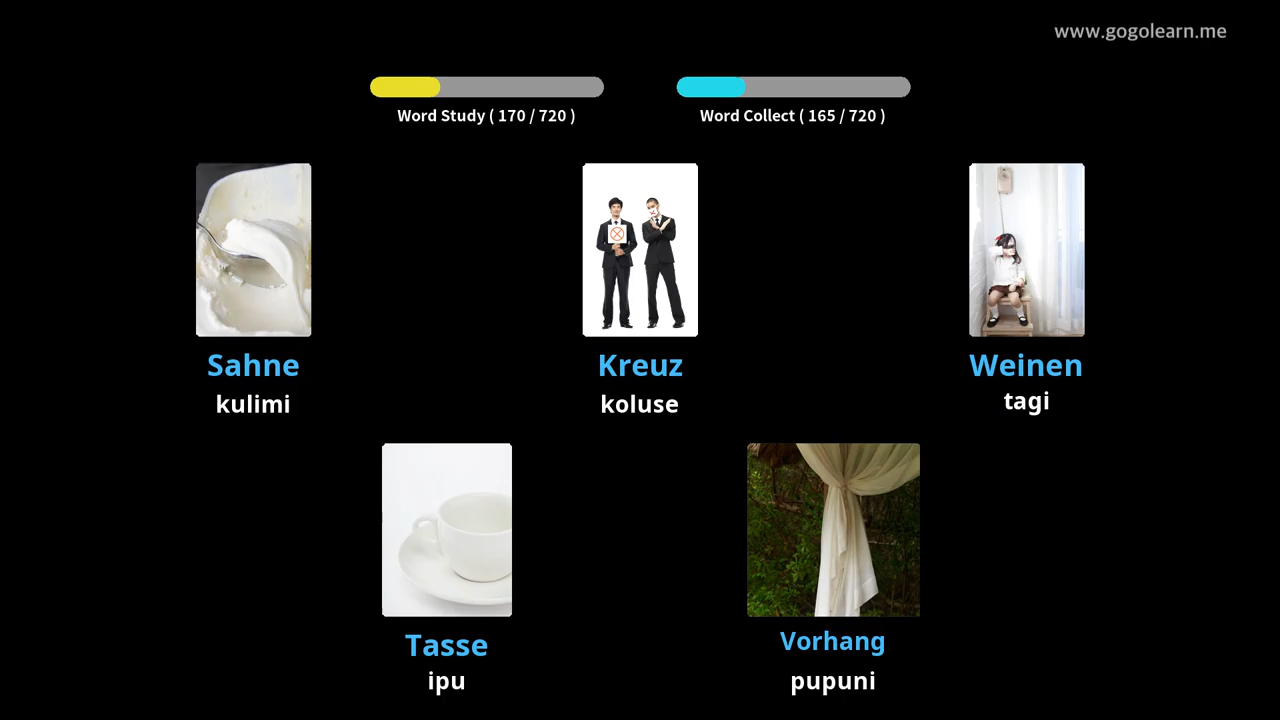 www.gogolearn.me
Word Study ( 170 / 720 )
Word Collect ( 165 / 720 )
Sahne
kulimi
Kreuz
koluse
Weinen
tagi
Tasse
ipu
Vorhang
pupuni